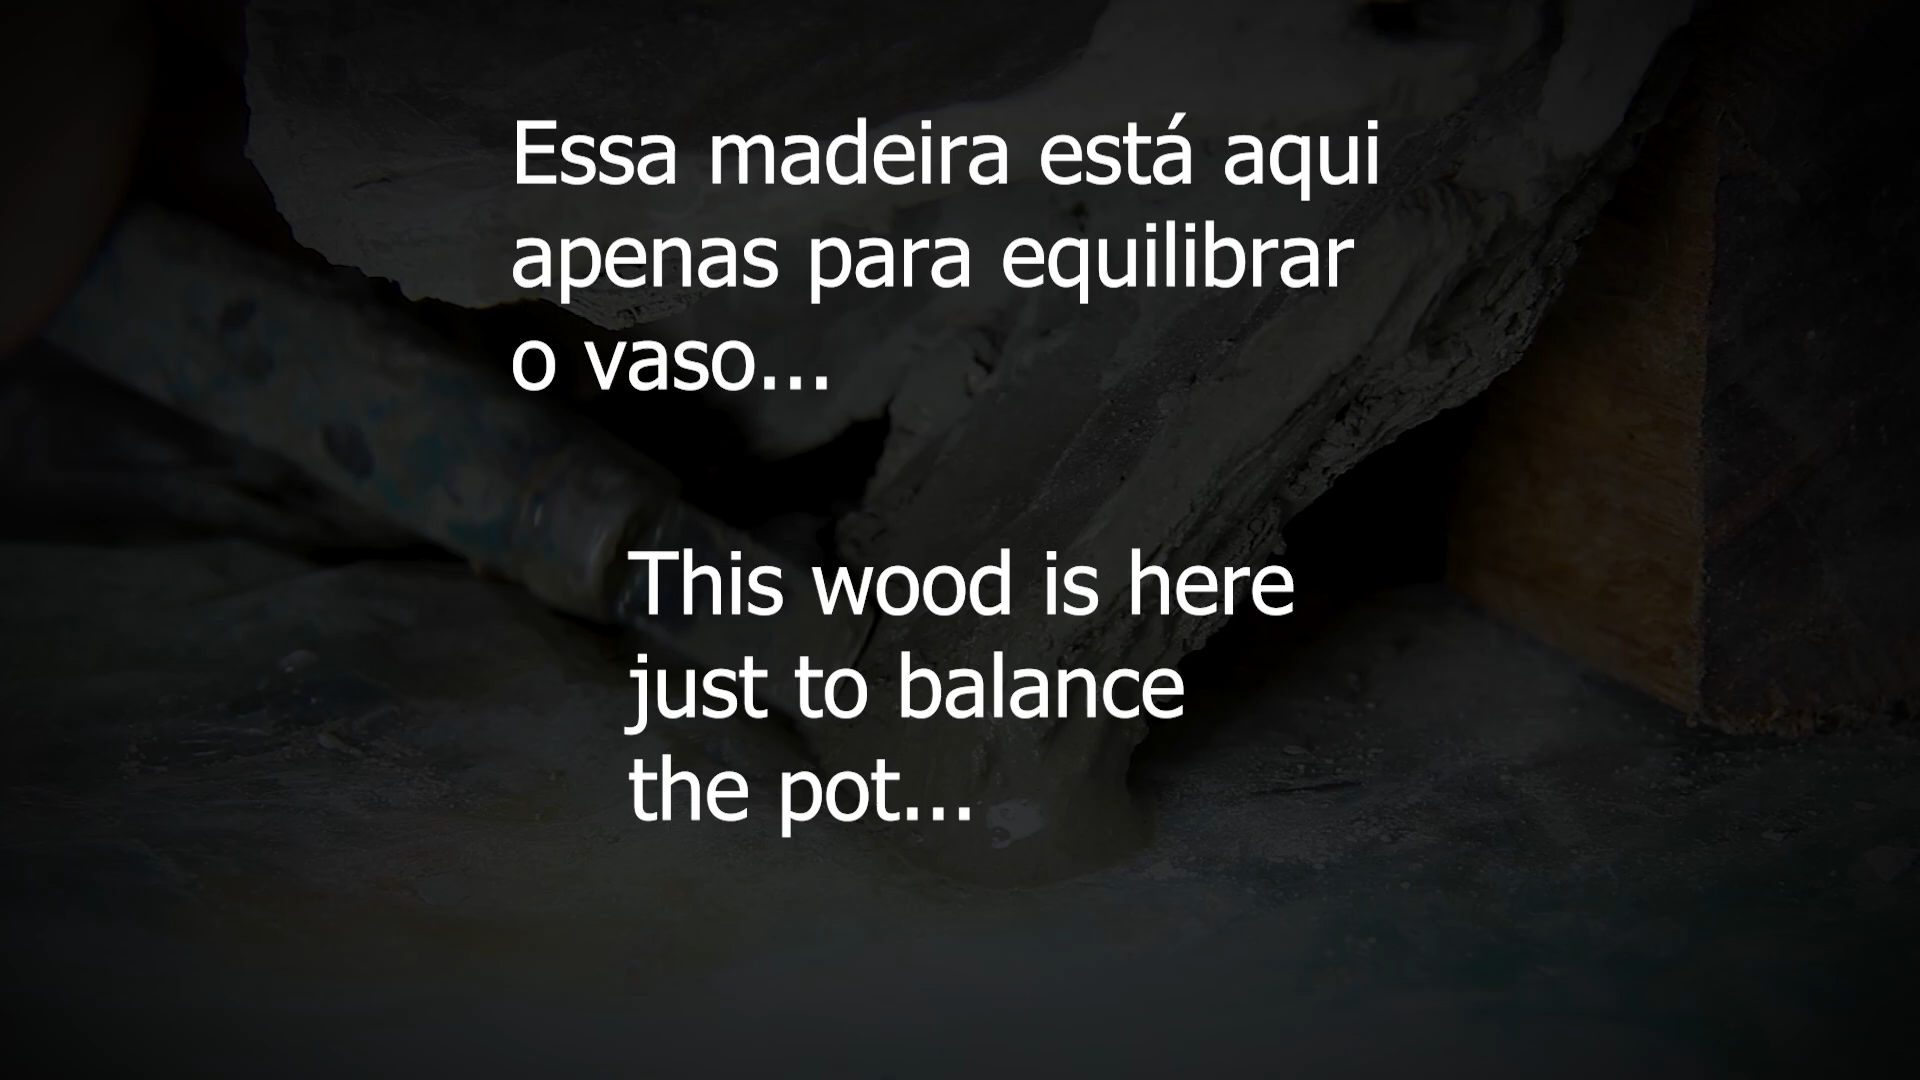 Essa madeira está aqui
apenas para equilibrar
o vaso...
This wood is here
just to balance
the pot...